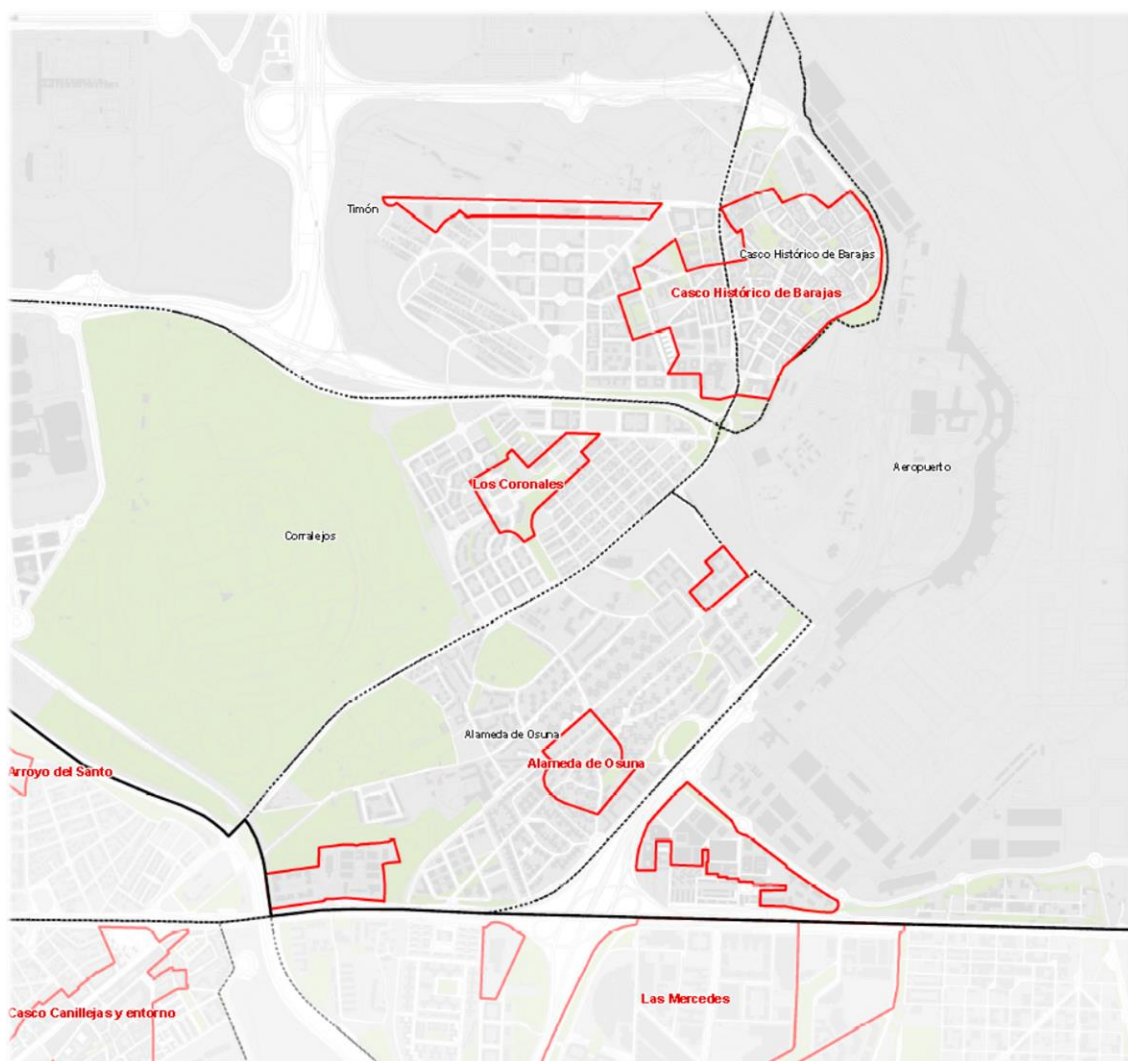 Timón
Casco Histórico de Barajas
Casco Histórico de Barajas
Aeropuerto
Los Coronales
Corralejos
Alameda de Osuna
Alameda de Osuna
Arroyo del Santo
Las Mercedes
Casco Canillejas y entorno